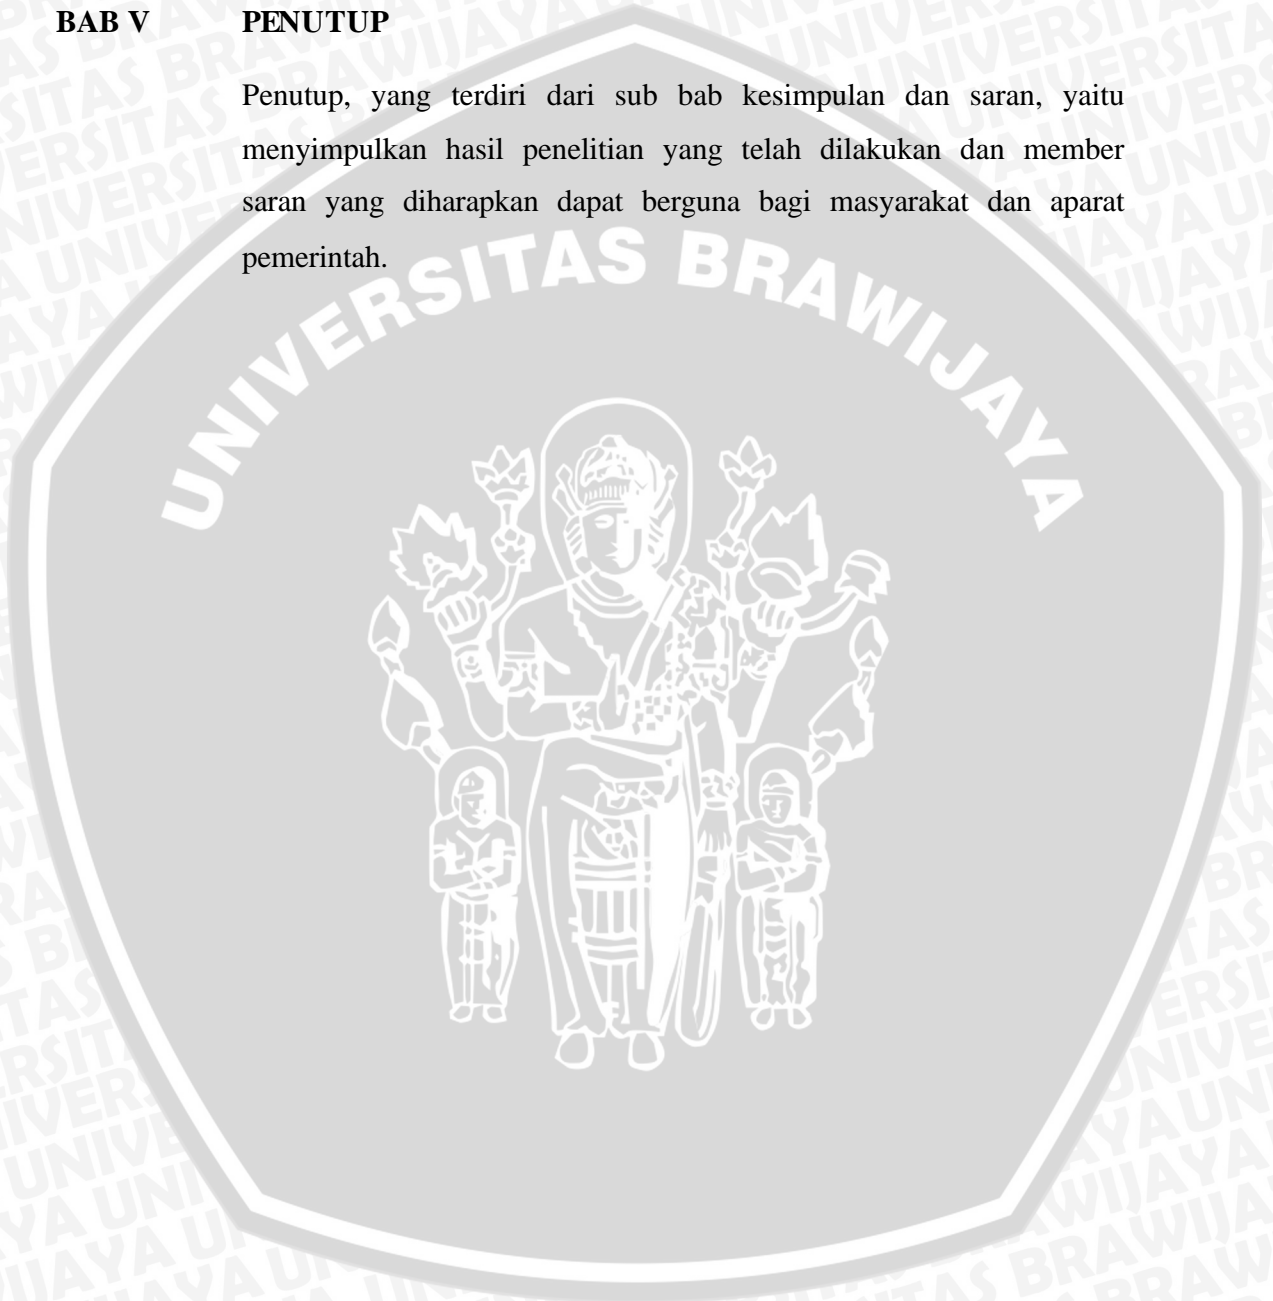 BAB V PENUTUP
Penutup, yang terdiri dari sub bab kesimpulan dan saran, yaitu
menyimpulkan hasil penelitian yang telah dilakukan dan member
saran yang diharapkan dapat berguna bagi masyarakat dan aparat
pemerintah.
UNIVERSITAS BRAWIJAYA